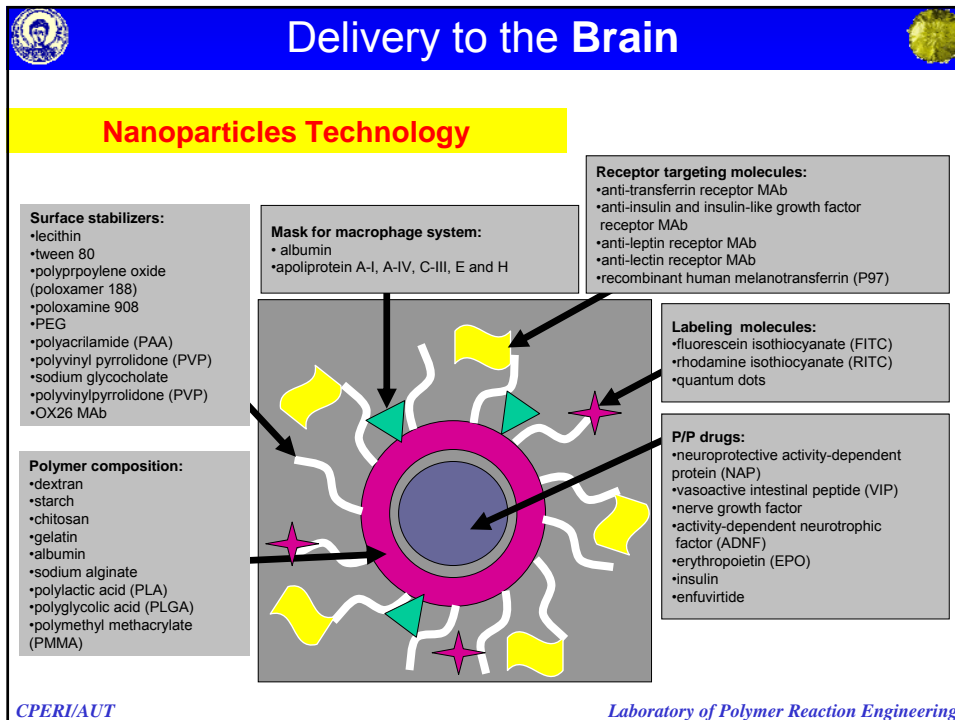 Delivery to the Brain
Nanoparticles Technology
Surface stabilizers:
•lecithin
•tween 80
•polyprpoylene oxide
(poloxamer 188)
•poloxamine 908
•PEG
•polyacrilamide (PAA)
•polyvinyl pyrrolidone (PVP)
•sodium glycocholate
•polyvinylpyrrolidone (PVP)
•OX26 MAb
Mask for macrophage system:
• albumin
•apoliprotein A-I, A-IV, C-III, E and H
Receptor targeting molecules:
•anti-transferrin receptor MAb
•anti-insulin and insulin-like growth factor
receptor MAb
•anti-leptin receptor MAb
•anti-lectin receptor MAb
•recombinant human melanotransferrin (P97)
Labeling molecules:
•fluorescein isothiocyanate (FITC)
•rhodamine isothiocyanate (RITC)
•quantum dots
Polymer composition:
•dextran
•starch
•chitosan
•gelatin
•albumin
•sodium alginate
•polylactic acid (PLA)
•polyglycolic acid (PLGA)
•polymethyl methacrylate
(PMMA)
P/P drugs:
•neuroprotective activity-dependent
protein (NAP)
•vasoactive intestinal peptide (VIP)
•nerve growth factor
•activity-dependent neurotrophic
factor (ADNF)
•erythropoietin (EPO)
•insulin
•enfuvirtide
CPERI/AUT
Laboratory of Polymer Reaction Engineering